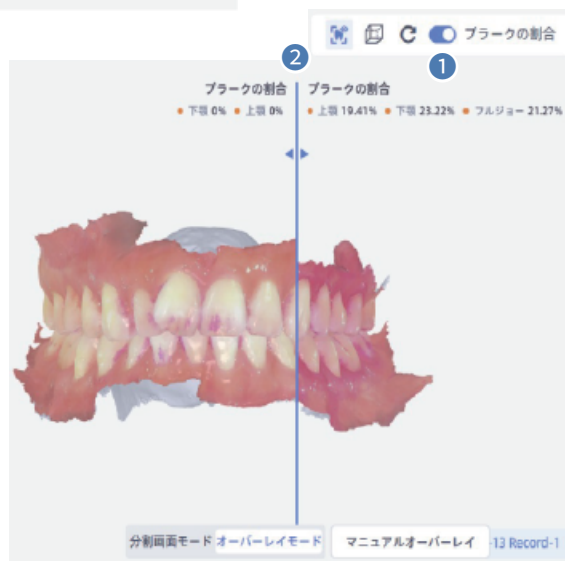 プラークの割合
1
2
プラークの割合
下顎 0% 上顎 0%
プラークの割合
上顎 19.41% 下顎 23.22% フルジョー 21.27%
分割画面モード オーバーレイモード マニュアルオーバーレイ -13 Record-1